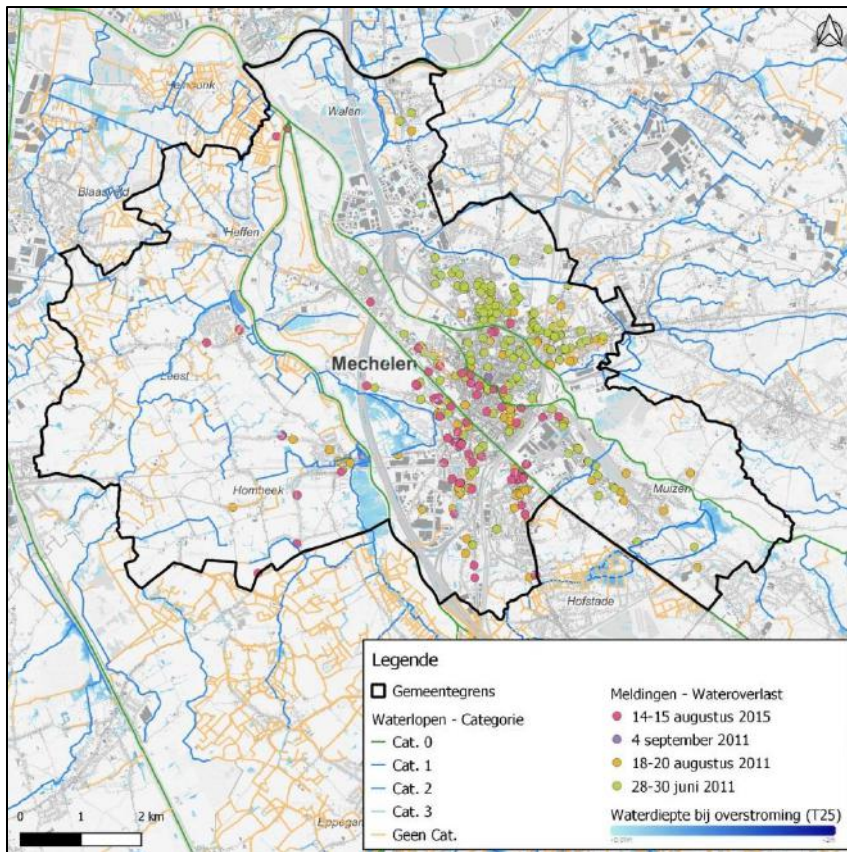 Heindonk
Walem
Blaasveld
Heffen
Mechelen
Leest
Hombeek
Muizen
Hofstade
Eppegem
Legende
Gemeentegrens
Waterlopen - Categorie
Cat. 0
Cat. 1
Cat. 2
Cat. 3
Geen Cat.
Meldingen - Wateroverlast
14-15 augustus 2015
4 september 2011
18-20 augustus 2011
28-30 juni 2011
Waterdiepte bij overstroming (T25)
0 1 2 km